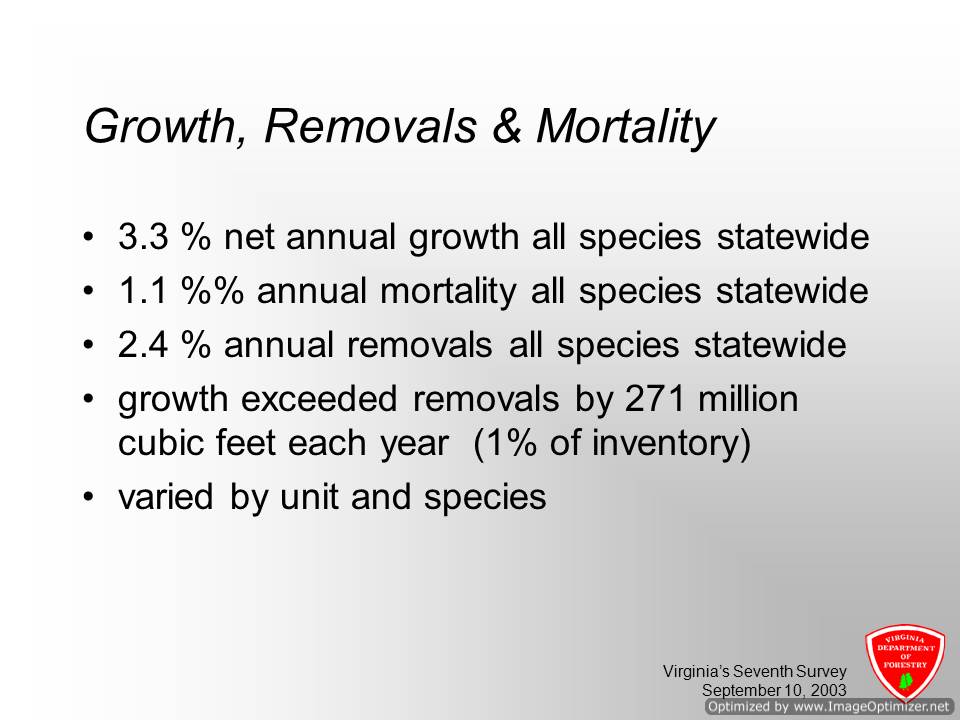 Growth, Removals & Mortality
• 3.3 % net annual growth all species statewide
• 1.1 %% annual mortality all species statewide
• 2.4 % annual removals all species statewide
• growth exceeded removals by 271 million
cubic feet each year (1% of inventory)
• varied by unit and species
Virginia's Seventh Survey
September 10, 2003
VIRGINIA
DEPARTMENT
OF
FORESTRY
Optimized by www.ImageOptimizer.net